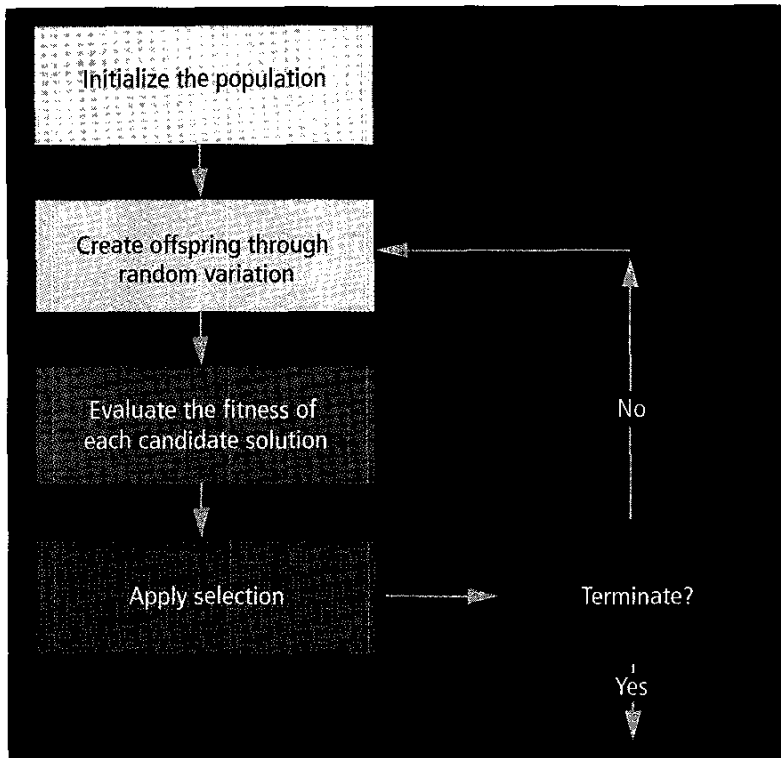 Initialize the population
Create offspring through
random variation
Evaluate the fitness of
each candidate solution
No
Apply selection
Terminate?
Yes